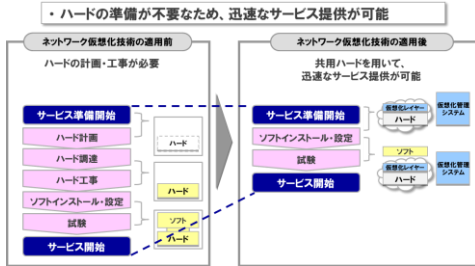 ・ハードの準備が不要なため、迅速なサービス提供が可能
ネットワーク仮想化技術の適用前
ハードの計画・工事が必要
サービス準備開始
ハード計画
ハード調達
ハード工事
ソフトインストール・設定
試験
サービス開始
ハード
ハード
ソフト
ハード
ネットワーク仮想化技術の適用後
共用ハードを用いて、
迅速なサービス提供が可能
サービス準備開始
ソフトインストール・設定
試験
サービス開始
仮想化レイヤー
ハード
仮想化管理
システム
ソフト
仮想化レイヤー
ハード
仮想化管理
システム